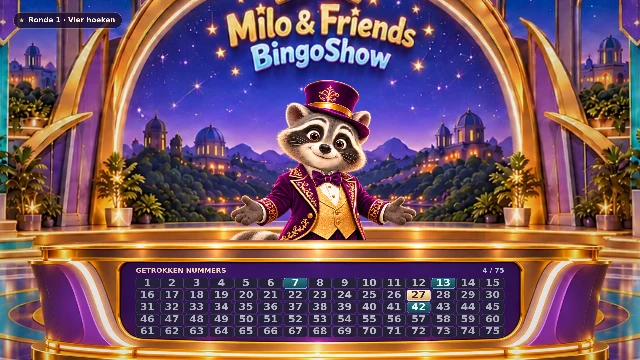 Ronde 1 · Vier hoeken
Milo & Friends
BingoShow
GETROKKEN NUMMERS 4 / 75
1 2 3 4 5 6 7 8 9 10 11 12 13 14 15
16 17 18 19 20 21 22 23 24 25 26 27 28 29 30
31 32 33 34 35 36 37 38 39 40 41 42 43 44 45
46 47 48 49 50 51 52 53 54 55 56 57 58 59 60
61 62 63 64 65 66 67 68 69 70 71 72 73 74 75